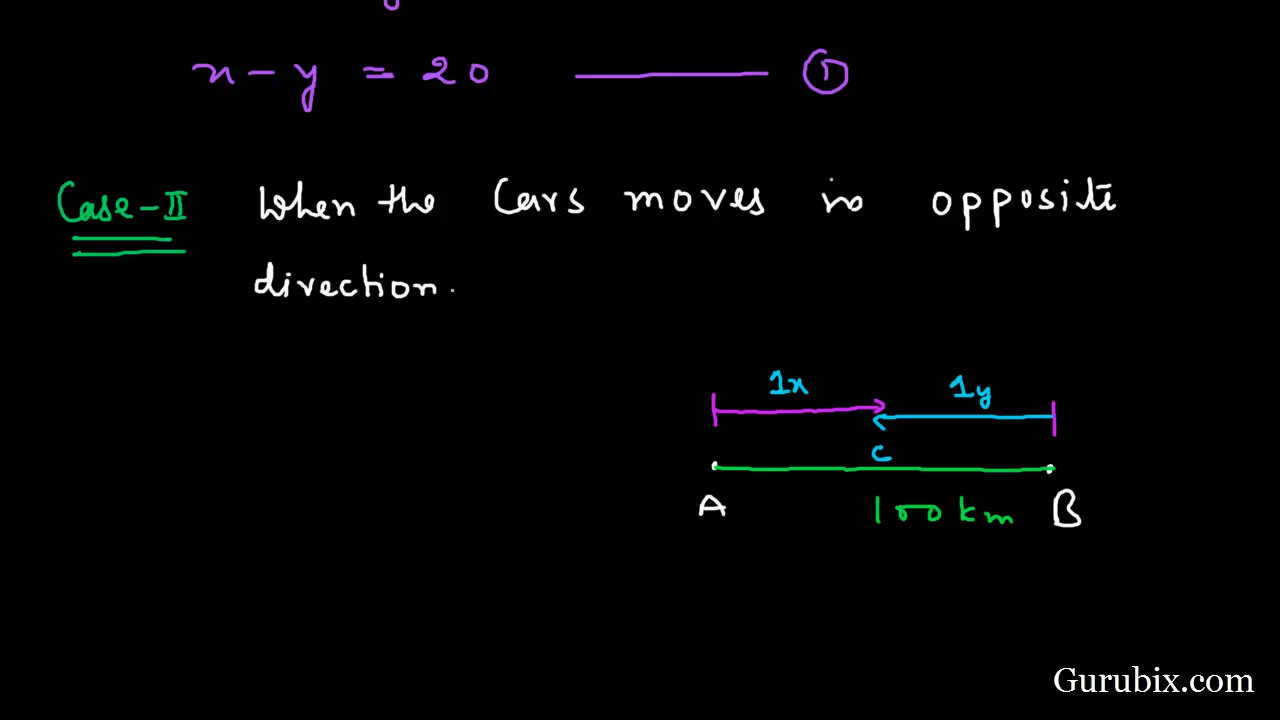 x - y = 20 ——— ①
Case-II When the Cars moves in opposite
direction.
1x 1y
C
A 100 km B
Gurubix.com